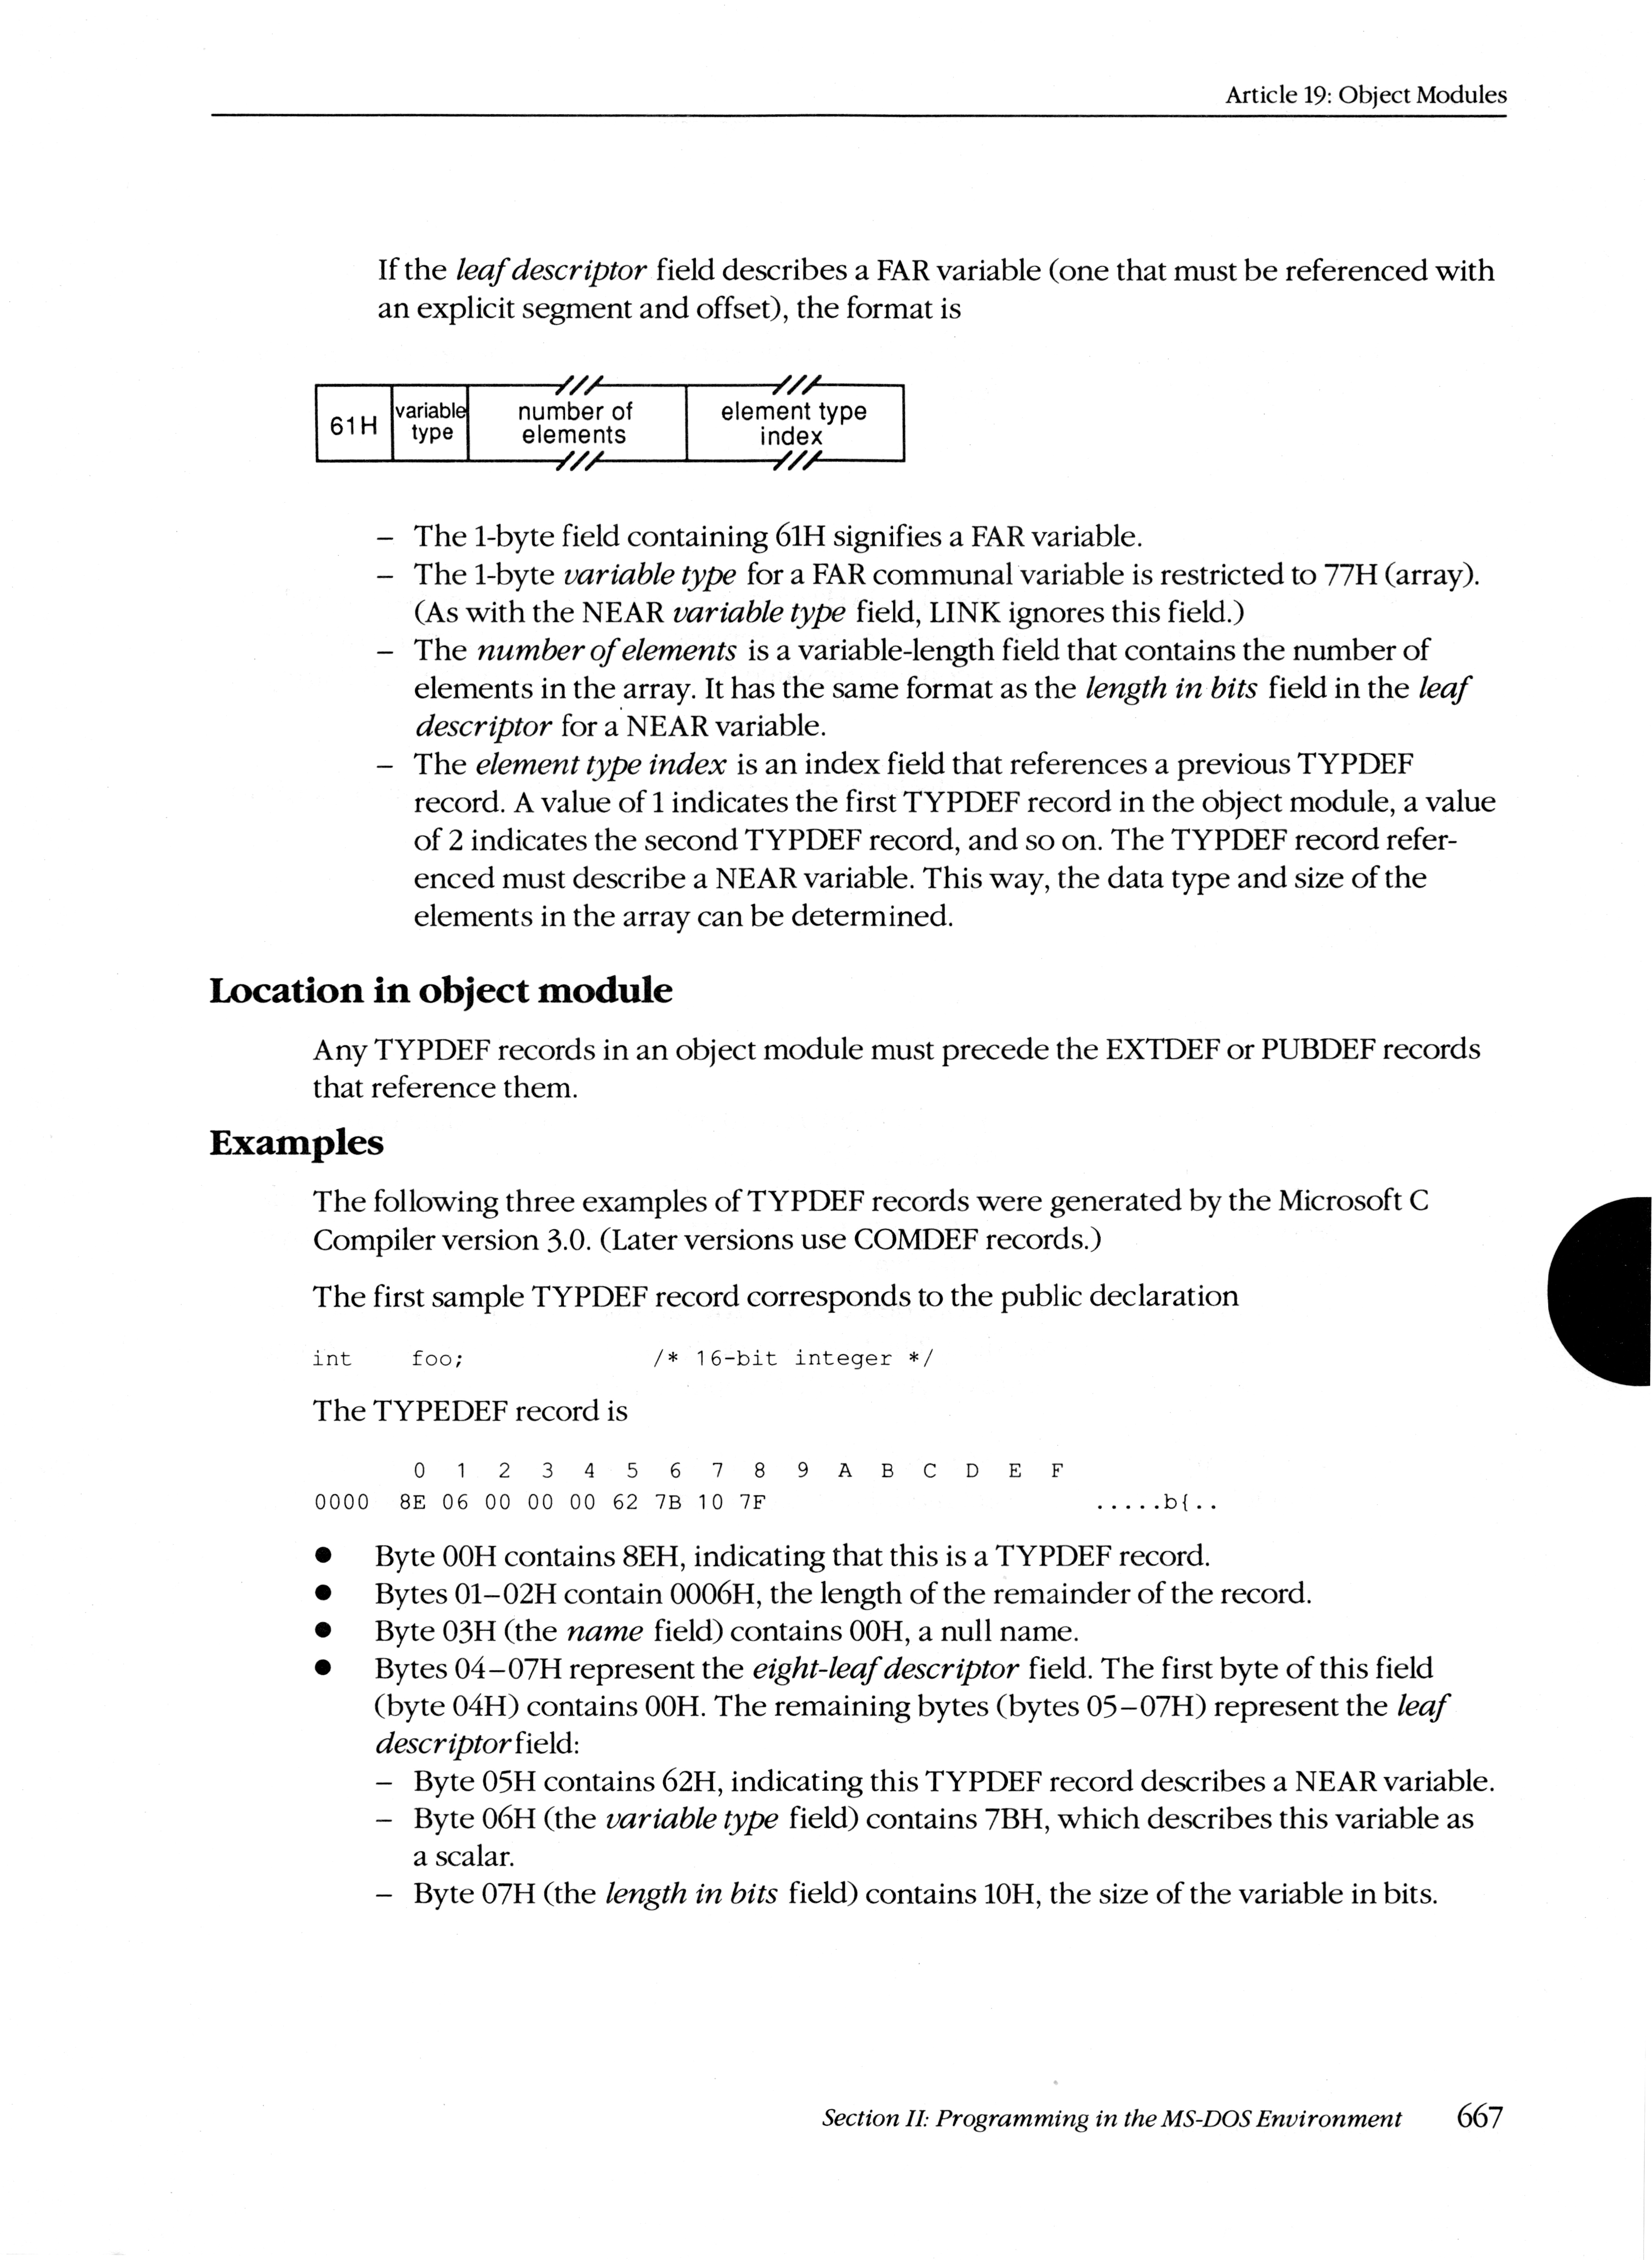 Article 19: Object Modules
If the leaf descriptor field describes a FAR variable (one that must be referenced with
an explicit segment and offset), the format is
61H
variable
type
number of
elements
element type
index
– The 1-byte field containing 61H signifies a FAR variable.
– The 1-byte variable type for a FAR communal variable is restricted to 77H (array).
(As with the NEAR variable type field, LINK ignores this field.)
– The number of elements is a variable-length field that contains the number of
elements in the array. It has the same format as the length in bits field in the leaf
descriptor for a NEAR variable.
– The element type index is an index field that references a previous TYPDEF
record. A value of 1 indicates the first TYPDEF record in the object module, a value
of 2 indicates the second TYPDEF record, and so on. The TYPDEF record refer-
enced must describe a NEAR variable. This way, the data type and size of the
elements in the array can be determined.
Location in object module
Any TYPDEF records in an object module must precede the EXTDEF or PUBDEF records
that reference them.
Examples
The following three examples of TYPDEF records were generated by the Microsoft C
Compiler version 3.0. (Later versions use COMDEF records.)
The first sample TYPDEF record corresponds to the public declaration
int foo; /* 16-bit integer */
The TYPEDEF record is
0 1 2 3 4 5 6 7 8 9 A B C D E F
0000 8E 06 00 00 00 62 7B 10 7F .....b{..
● Byte 00H contains 8EH, indicating that this is a TYPDEF record.
● Bytes 01–02H contain 0006H, the length of the remainder of the record.
● Byte 03H (the name field) contains 00H, a null name.
● Bytes 04–07H represent the eight-leaf descriptor field. The first byte of this field
(byte 04H) contains 00H. The remaining bytes (bytes 05–07H) represent the leaf
descriptor field:
– Byte 05H contains 62H, indicating this TYPDEF record describes a NEAR variable.
– Byte 06H (the variable type field) contains 7BH, which describes this variable as
a scalar.
– Byte 07H (the length in bits field) contains 10H, the size of the variable in bits.
Section II: Programming in the MS-DOS Environment 667